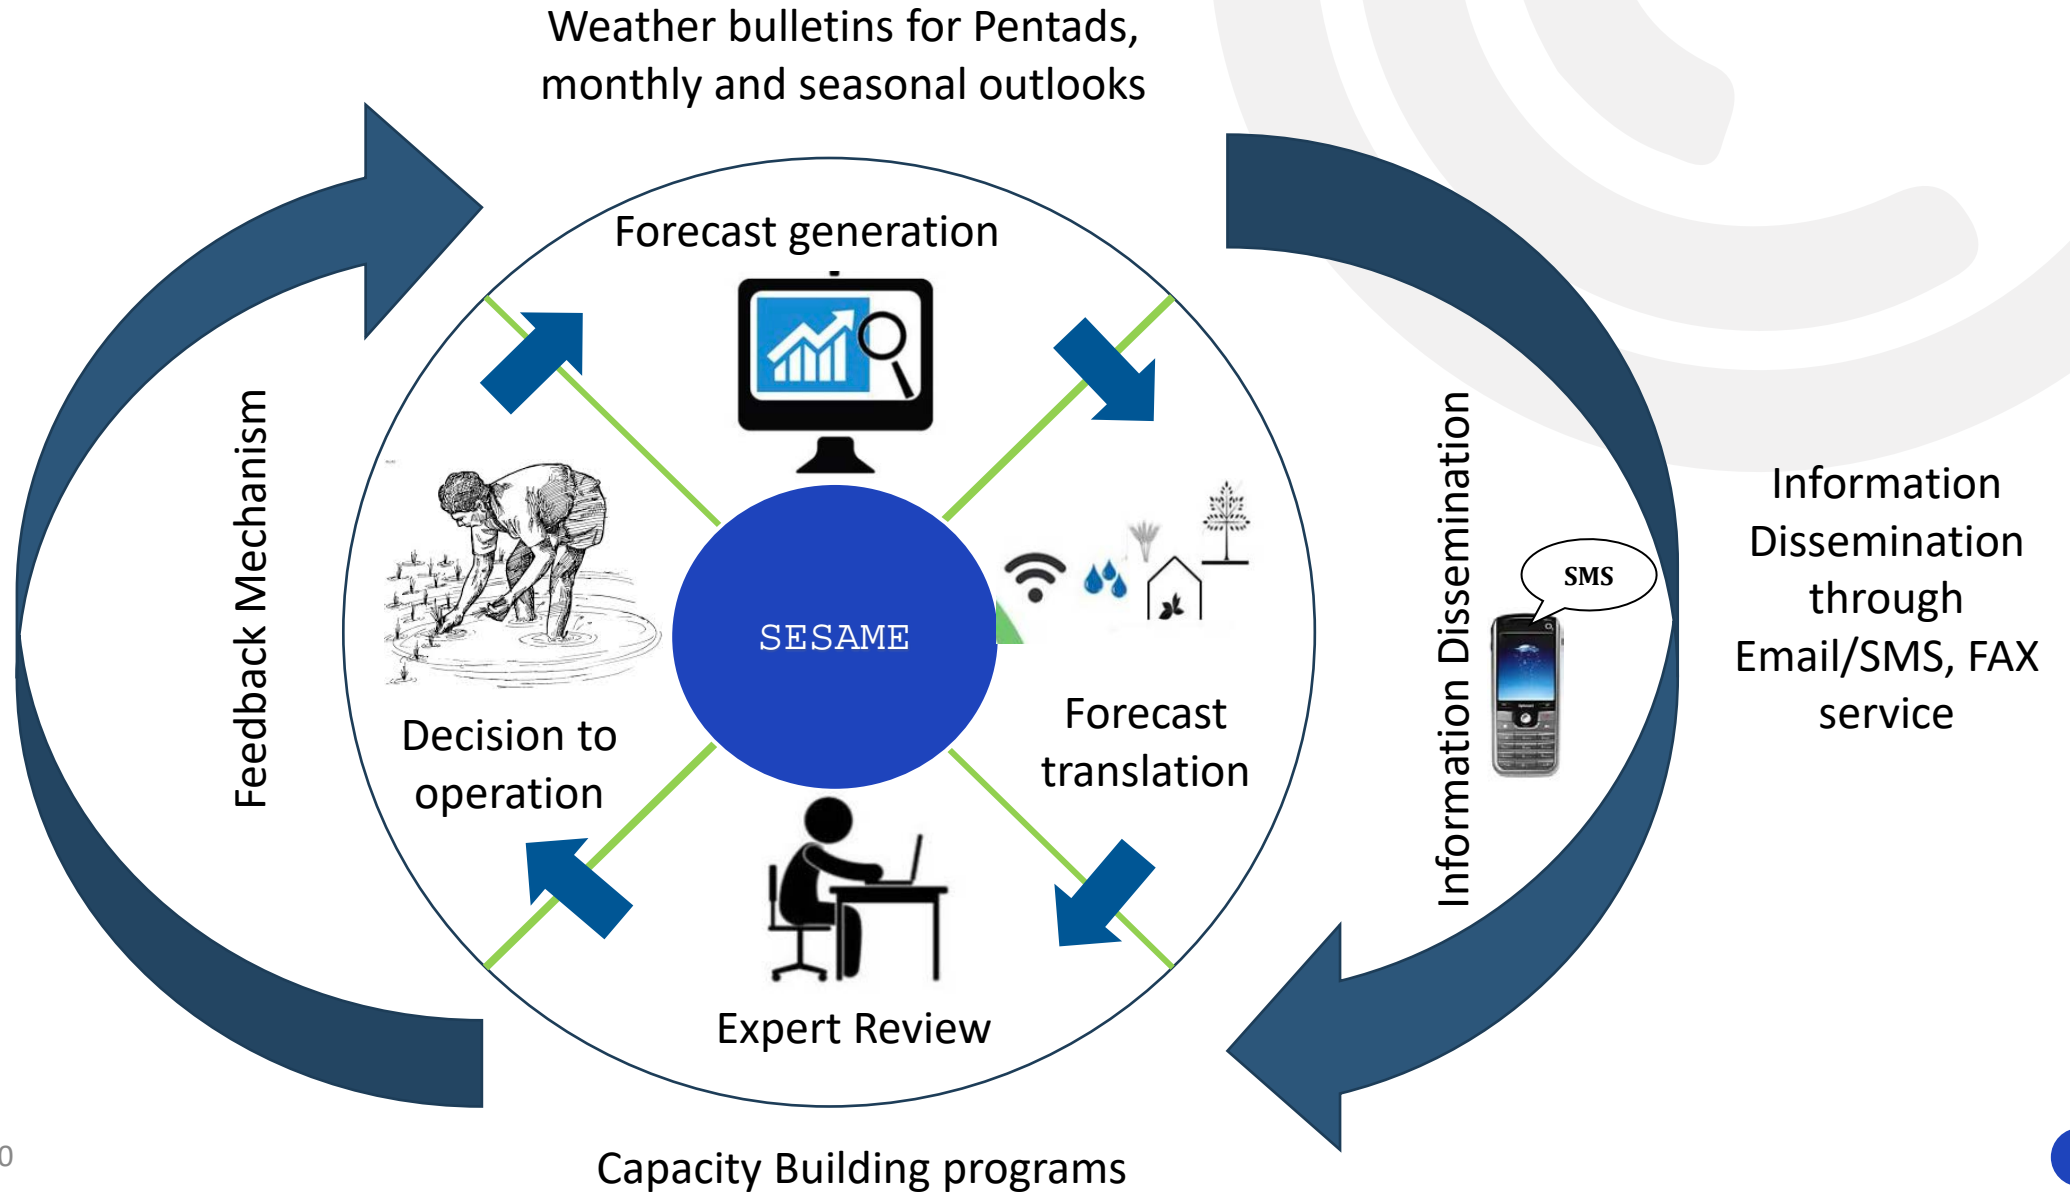 Weather bulletins for Pentads,
monthly and seasonal outlooks
Forecast generation
Feedback Mechanism
Decision to
operation
SESAME
Forecast
translation
Expert Review
Information Dissemination
SMS
Information
Dissemination
through
Email/SMS, FAX
service
Capacity Building programs
0